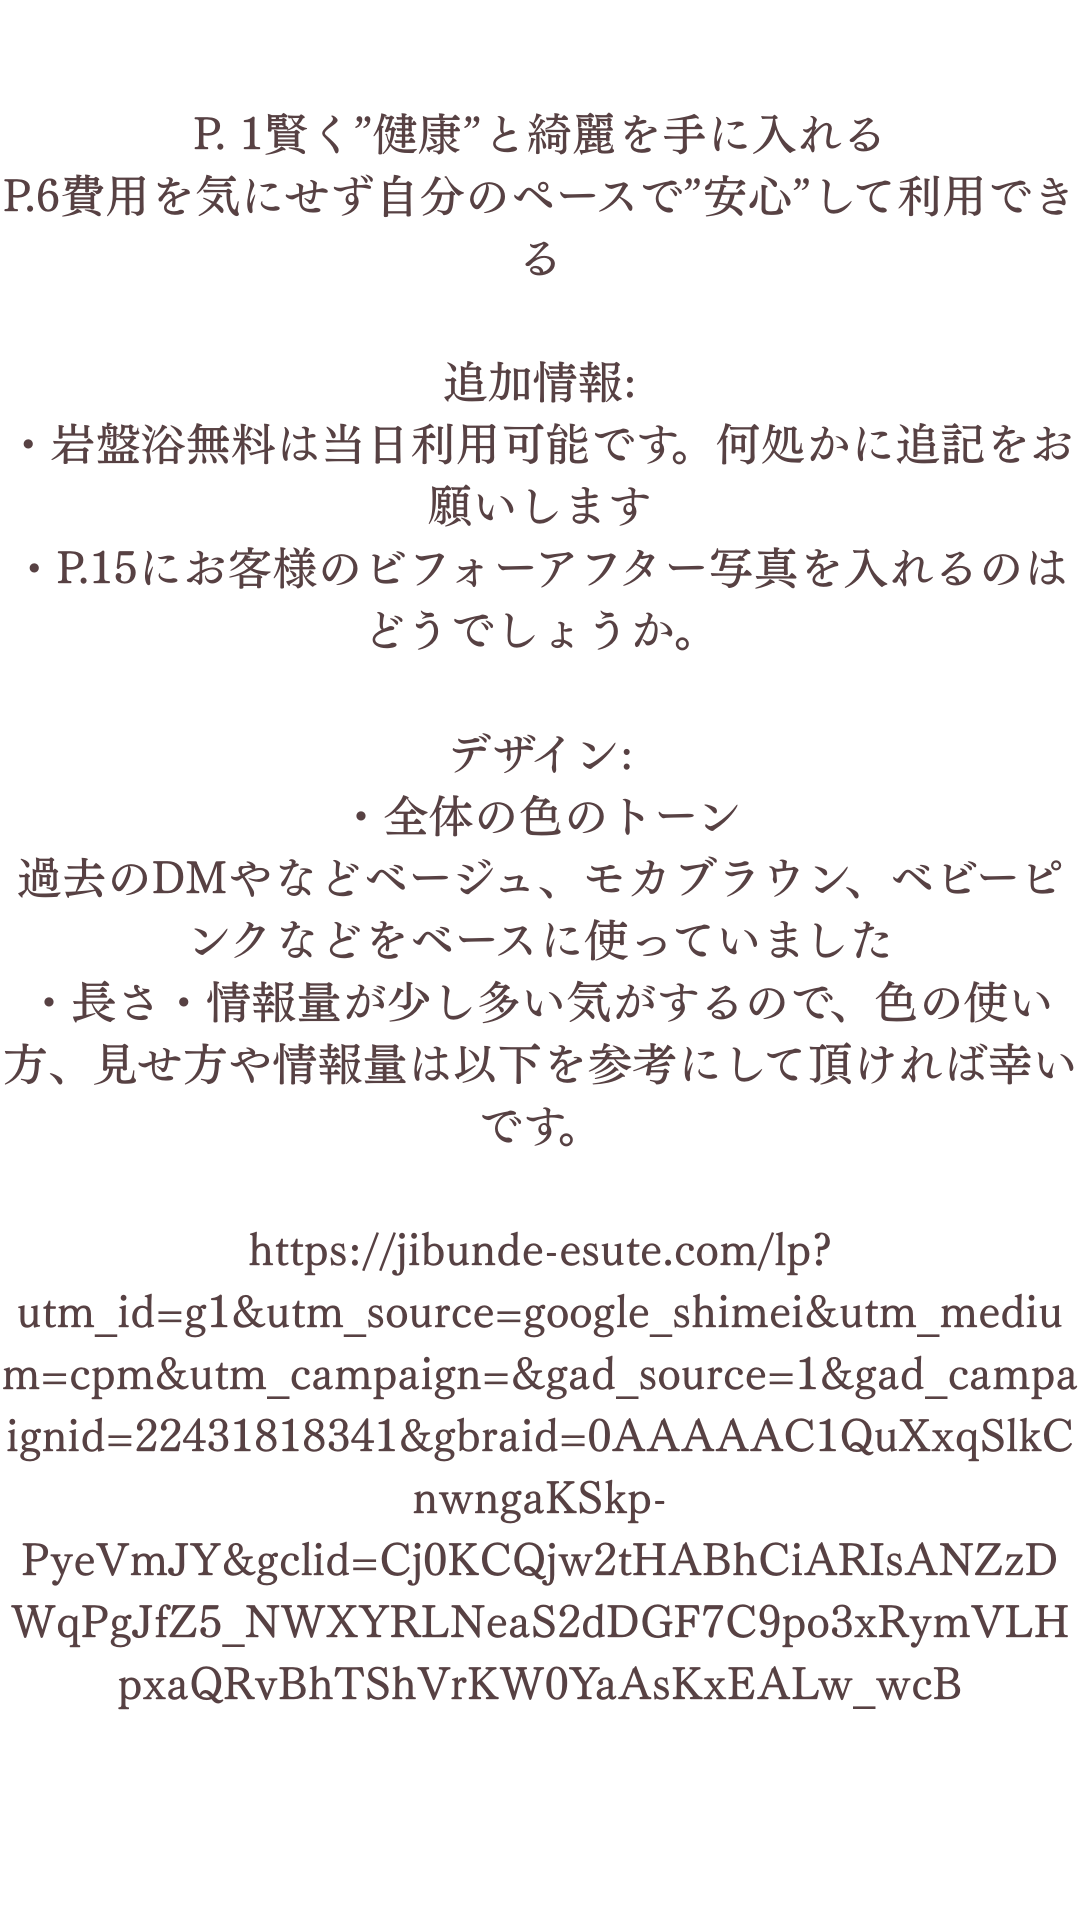 P. 1賢く”健康”と綺麗を手に入れる
P.6費用を気にせず自分のペースで”安心”して利用でき
る
追加情報:
・岩盤浴無料は当日利用可能です。何処かに追記をお
願いします
・P.15にお客様のビフォーアフター写真を入れるのは
どうでしょうか。
デザイン:
・全体の色のトーン
過去のDMやなどベージュ、モカブラウン、ベビーピ
ンクなどをベースに使っていました
・長さ・情報量が少し多い気がするので、色の使い
方、見せ方や情報量は以下を参考にして頂ければ幸い
です。
https://jibunde-esute.com/lp?
utm_id=g1&utm_source=google_shimei&utm_mediu
m=cpm&utm_campaign=&gad_source=1&gad_campa
ignid=22431818341&gbraid=0AAAAAC1QuXxqSlkC
nwngaKSkp-
PyeVmJY&gclid=Cj0KCQjw2tHABhCiARIsANZzD
WqPgJfZ5_NWXYRLNeaS2dDGF7C9po3xRymVLH
pxaQRvBhTShVrKW0YaAsKxEALw_wcB